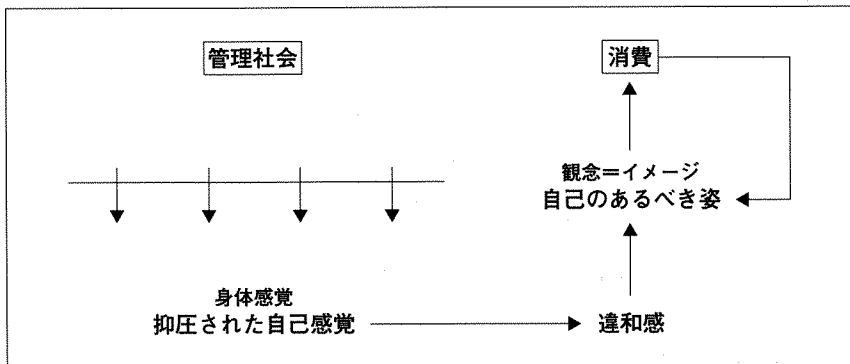 管理社会
消費
観念＝イメージ
自己のあるべき姿
身体感覚
抑圧された自己感覚
違和感